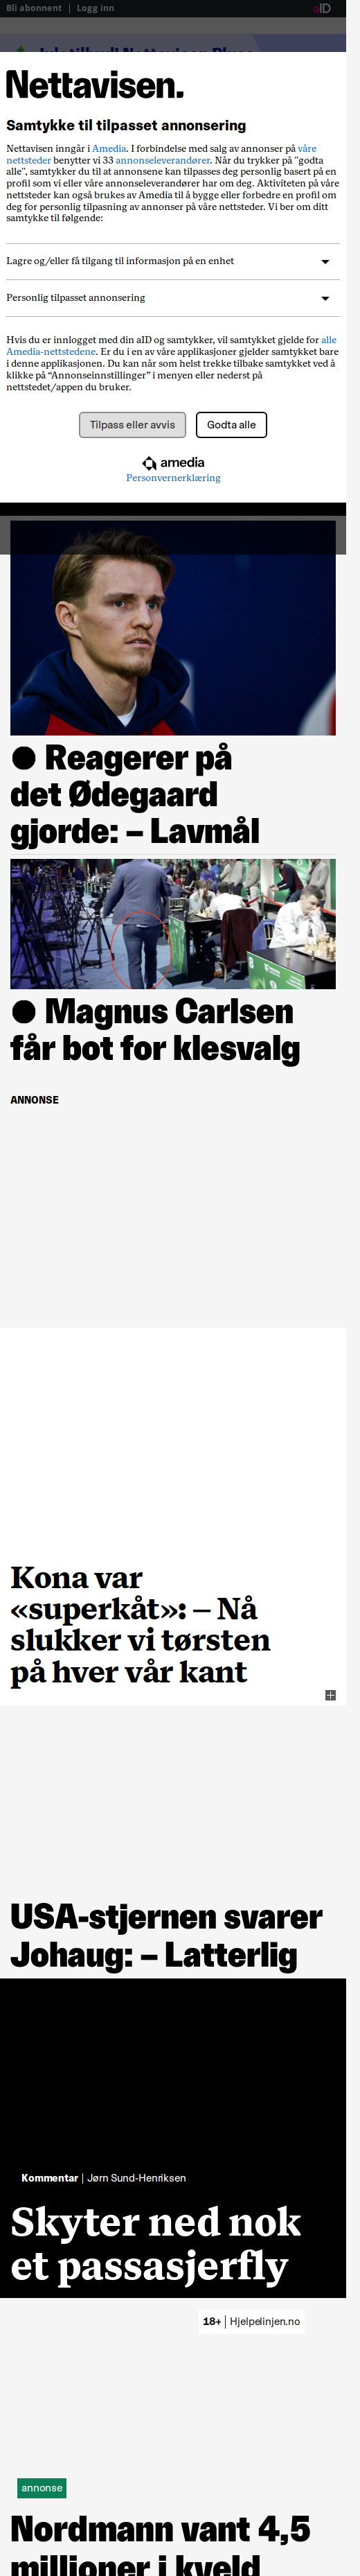 Bli abonnent | Logg inn
aID
Nettavisen.
Samtykke til tilpasset annonsering
Nettavisen inngår i Amedia. I forbindelse med salg av annonser på våre
nettsteder benytter vi 33 annonseleverandører. Når du trykker på "godta
alle", samtykker du til at annonsene kan tilpasses deg personlig basert på en
profil som vi eller våre annonseleverandører har om deg. Aktiviteten på våre
nettsteder kan også brukes av Amedia til å bygge eller forbedre en profil om
deg for personlig tilpasning av annonser på våre nettsteder. Vi ber om ditt
samtykke til følgende:
Lagre og/eller få tilgang til informasjon på en enhet
Personlig tilpasset annonsering
Hvis du er innlogget med din aID og samtykker, vil samtykket gjelde for alle
Amedia-nettstedene. Er du i en av våre applikasjoner gjelder samtykket bare
i denne applikasjonen. Du kan når som helst trekke tilbake samtykket ved å
klikke på “Annonseinnstillinger” i menyen eller nederst på
nettstedet/appen du bruker.
Tilpass eller avvis
Godta alle
amedia
Personvernerklæring
Reagerer på
det Ødegaard
gjorde: – Lavmål
Magnus Carlsen
får bot for klesvalg
ANNONSE
Kona var
«superkåt»: – Nå
slukker vi tørsten
på hver vår kant
USA-stjernen svarer
Johaug: – Latterlig
Kommentar | Jørn Sund-Henriksen
Skyter ned nok
et passasjerfly
18+ | Hjelpelinjen.no
annonse
Nordmann vant 4,5
millioner i kveld